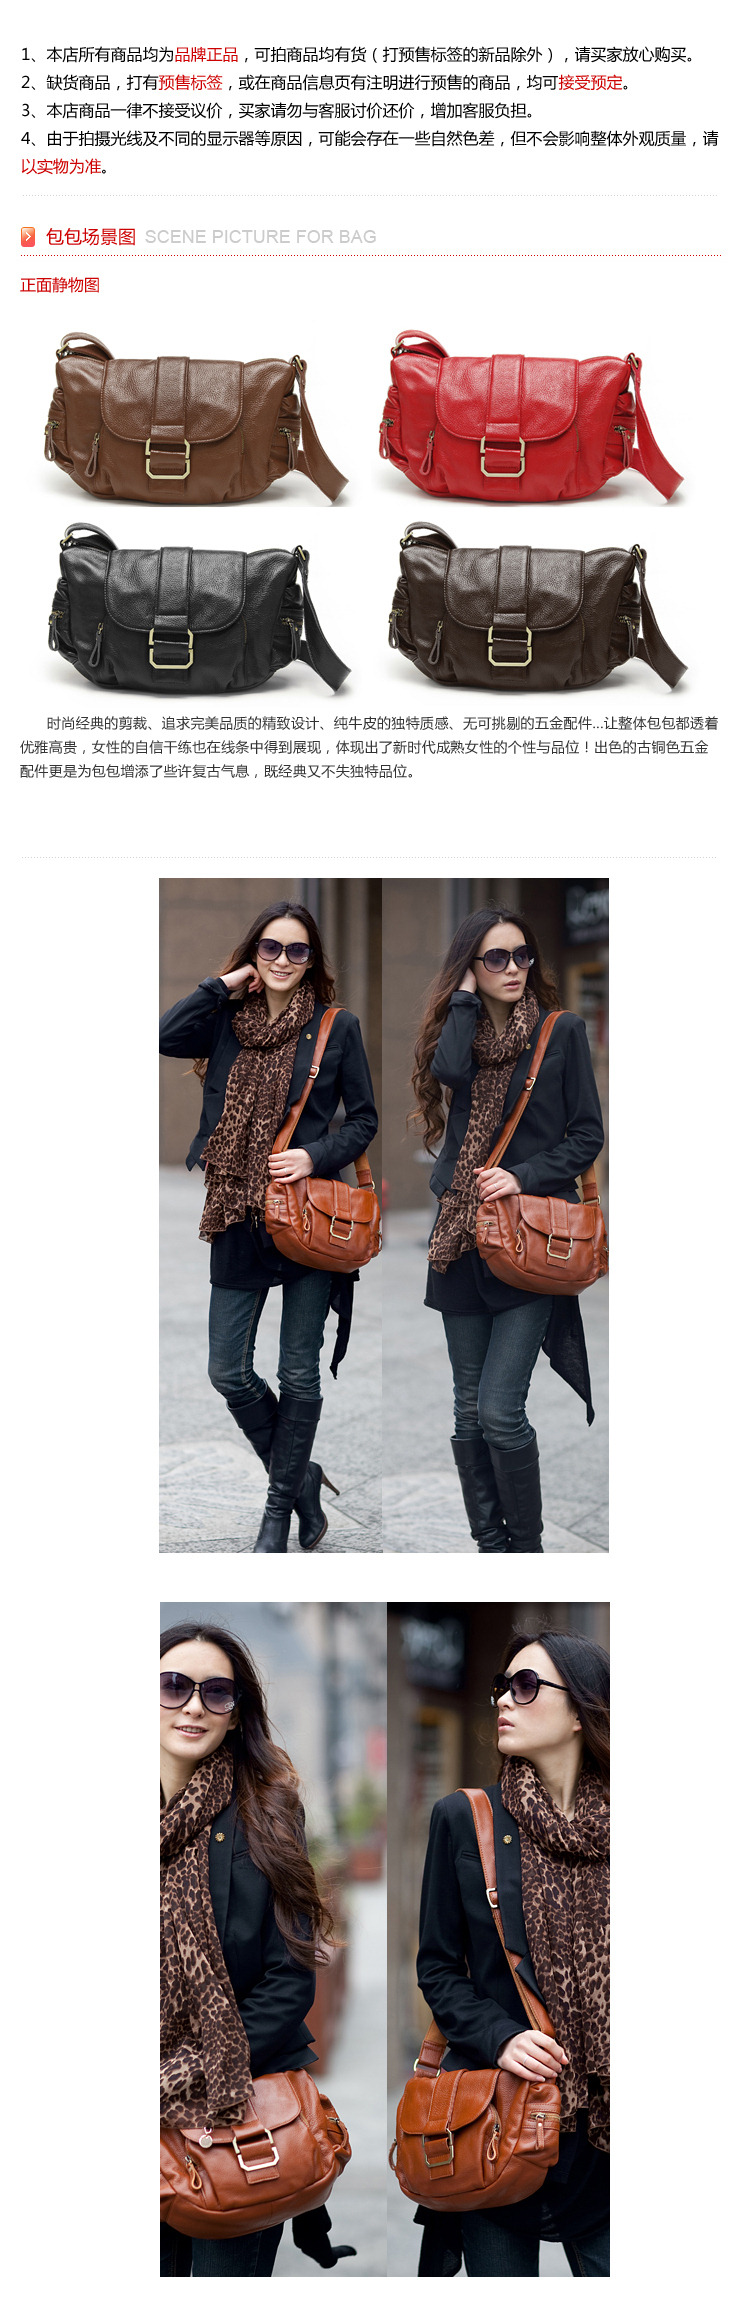 1、本店所有商品均为品牌正品，可拍商品均有货（打预售标签的新品除外），请买家放心购买。
2、缺货商品，打有预售标签，或在商品信息页有注明进行预售的商品，均可接受预定。
3、本店商品一律不接受议价，买家请勿与客服讨价还价，增加客服负担。
4、由于拍摄光线及不同的显示器等原因，可能会存在一些自然色差，但不会影响整体外观质量，请
以实物为准。
包包场景图 SCENE PICTURE FOR BAG
正面静物图
时尚经典的剪裁、追求完美品质的精致设计、纯牛皮的独特质感、无可挑剔的五金配件...让整体包包都透着
优雅高贵，女性的自信干练也在线条中得到展现，体现出了新时代成熟女性的个性与品位！出色的古铜色五金
配件更是为包包增添了些许复古气息，既经典又不失独特品位。